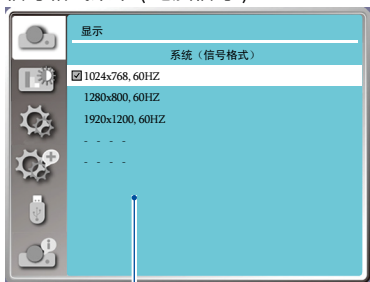 显示
系统（信号格式）
1024x768, 60HZ
1280x800, 60HZ
1920x1200, 60HZ
- - - -
- - - -